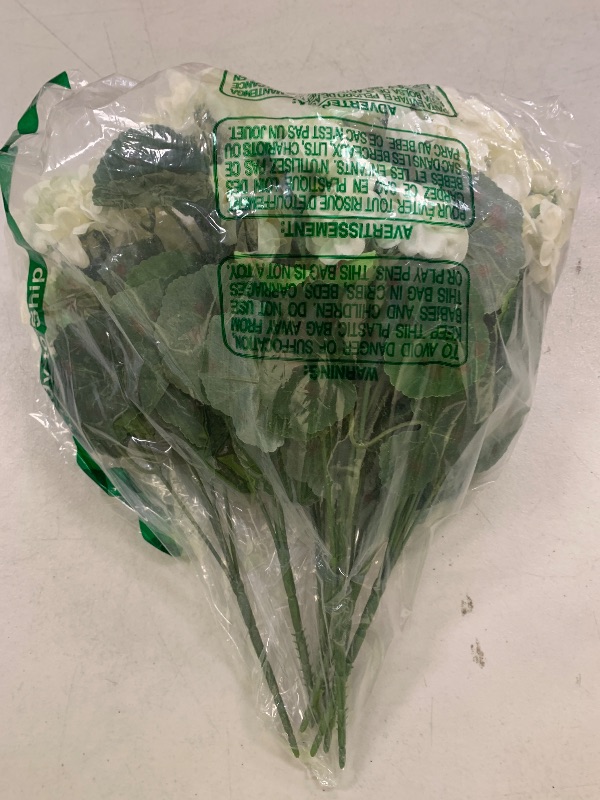 WARNING:
TO AVOID DANGER OF SUFFOCATION,
KEEP THIS PLASTIC BAG AWAY FROM
BABIES AND CHILDREN. DO NOT USE
THIS BAG IN CRIBS, BEDS, CARRIAGES
OR PLAY PENS. THIS BAG IS NOT A TOY.
AVERTISSEMENT:
POUR ÉVITER TOUT RISQUE D'ÉTOUFFEMENT,
GARDEZ CE SAC EN PLASTIQUE LOIN DES
BÉBÉS ET LES ENFANTS. N'UTILISEZ PAS DE
SAC DANS LES BERCEAUX, LITS, CHARIOTS OU
PARC AU BÉBÉ. CE SAC N'EST PAS UN JOUET.
MANTENGA
Ship